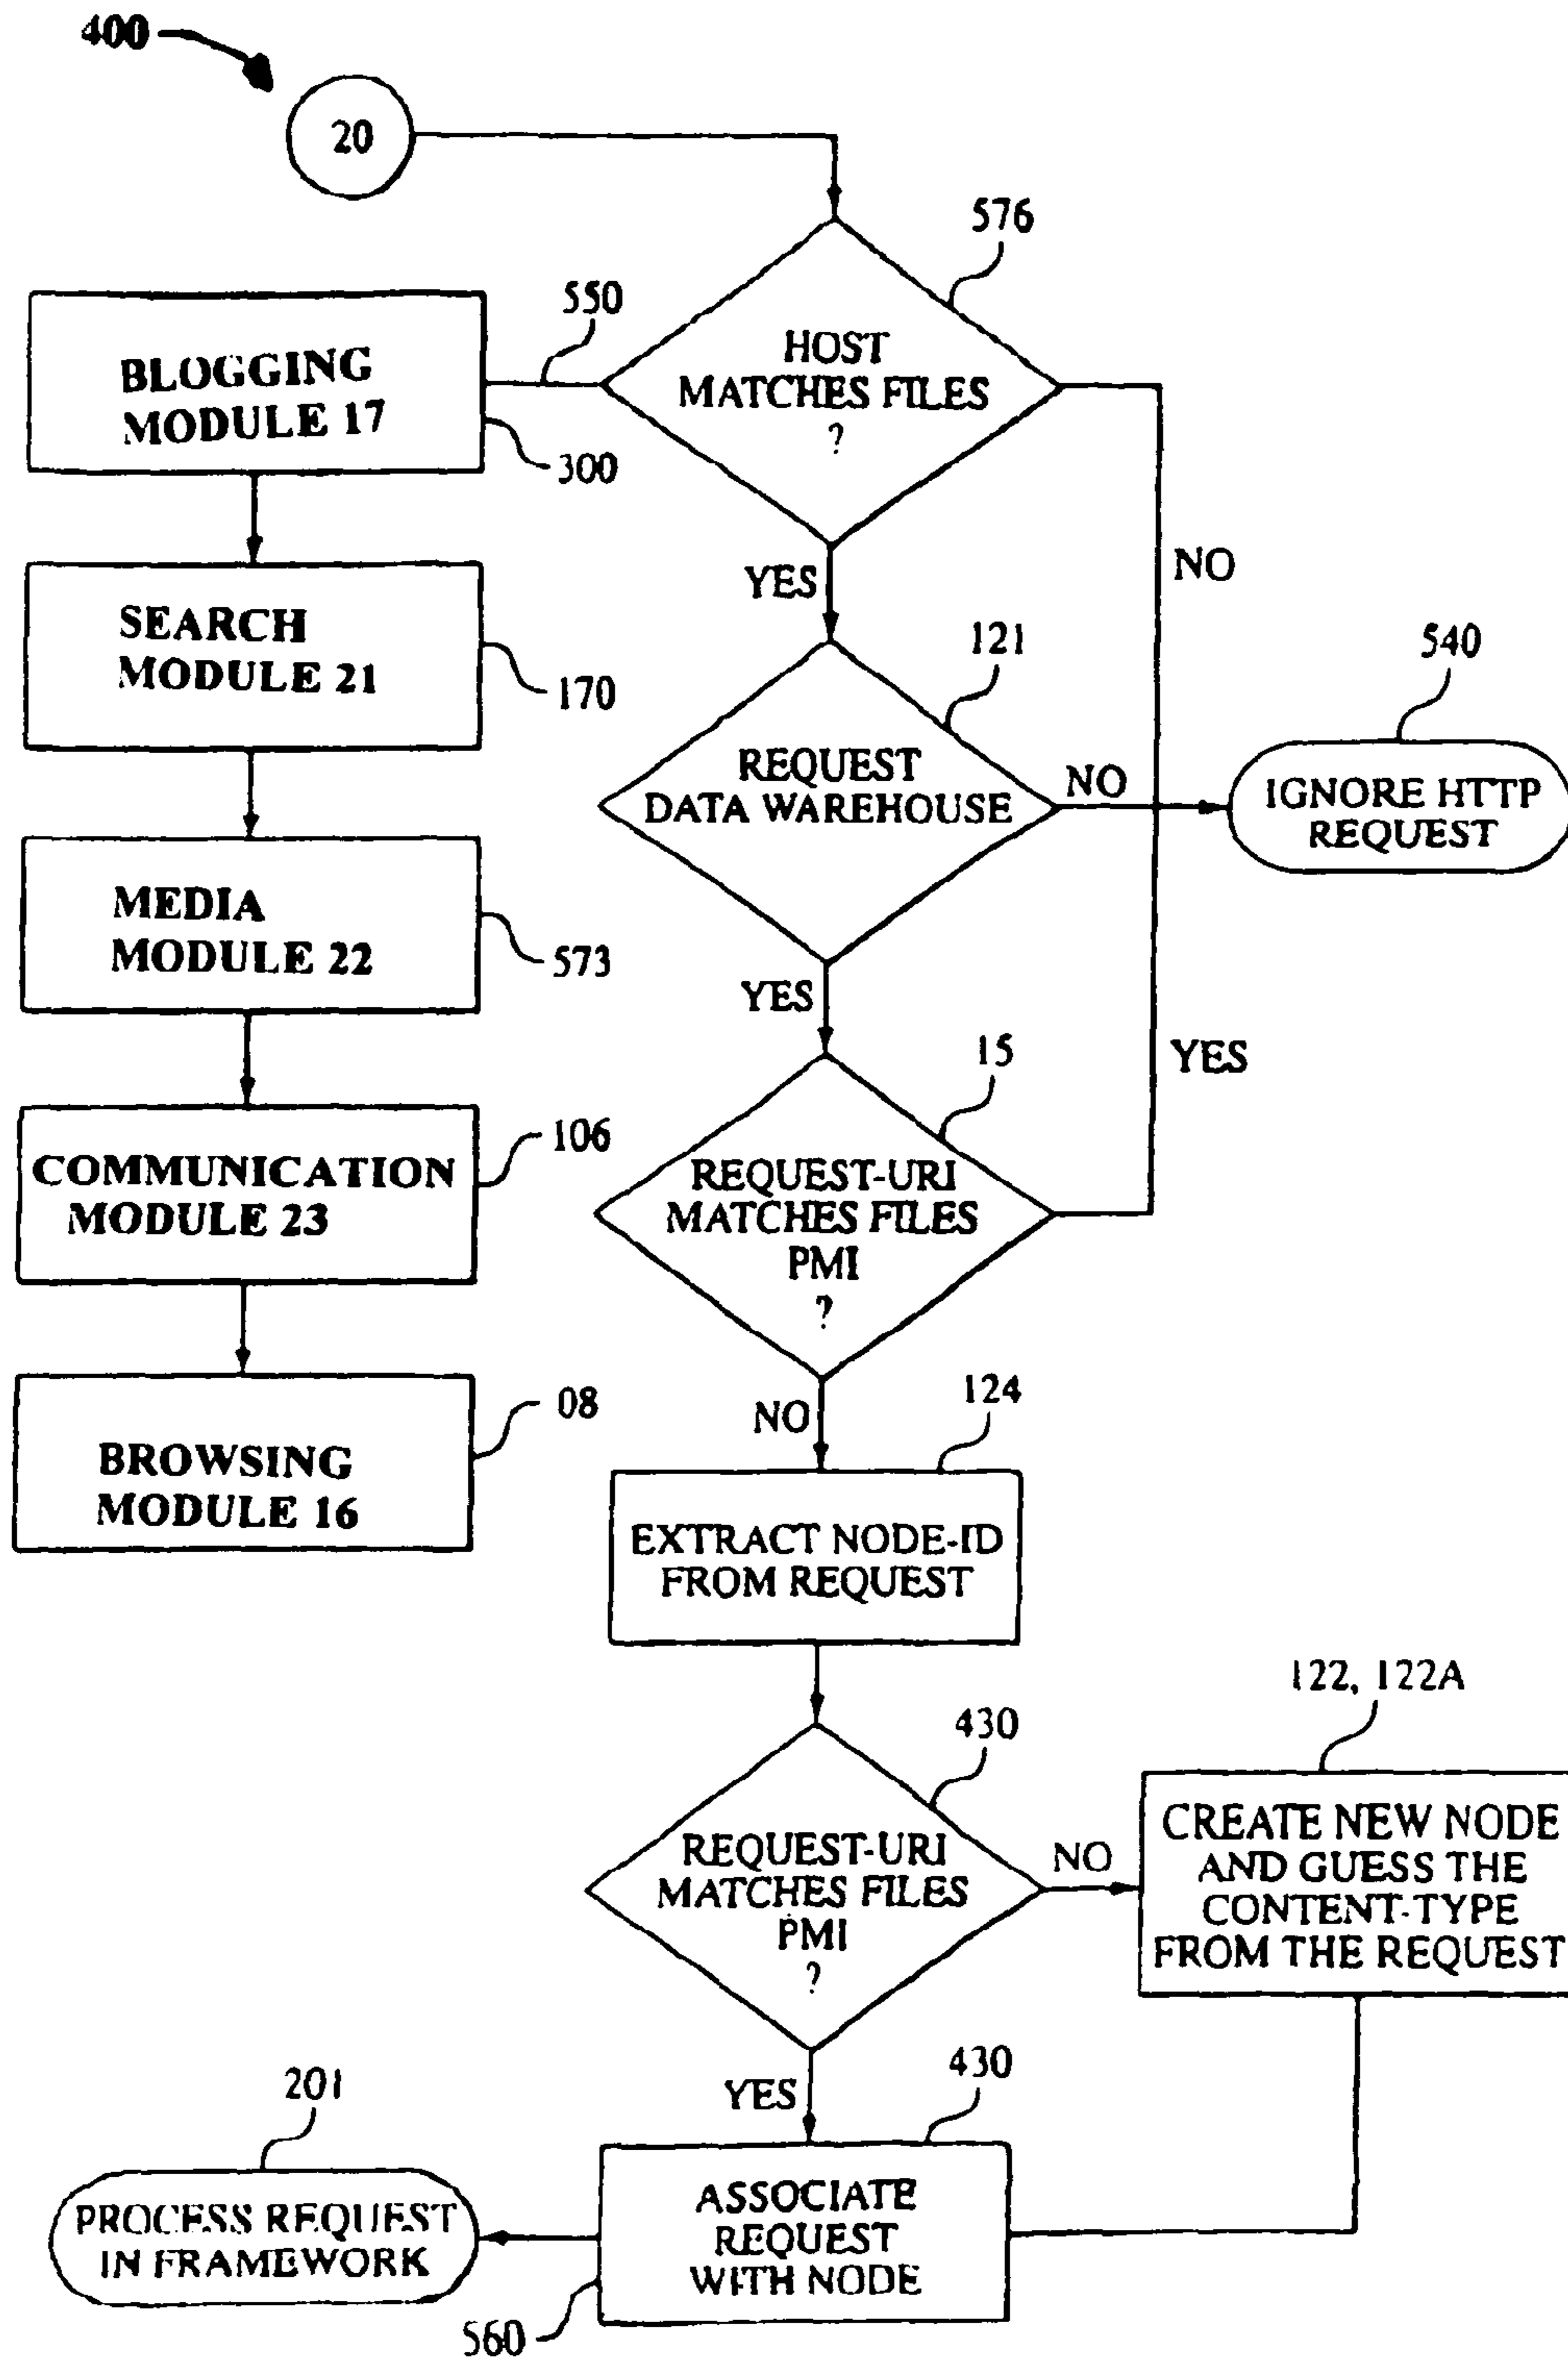 400
20
576
550
BLOGGING
MODULE 17
300
HOST
MATCHES FILES
?
NO
YES
SEARCH
MODULE 21
170
121
540
REQUEST
DATA WAREHOUSE
NO
IGNORE HTTP
REQUEST
MEDIA
MODULE 22
573
YES
15
YES
COMMUNICATION
MODULE 23
106
REQUEST-URI
MATCHES FILES
PMI
?
NO
124
BROWSING
MODULE 16
08
EXTRACT NODE-ID
FROM REQUEST
122, 122A
430
REQUEST-URI
MATCHES FILES
PMI
?
NO
CREATE NEW NODE
AND GUESS THE
CONTENT-TYPE
FROM THE REQUEST
YES
430
201
PROCESS REQUEST
IN FRAMEWORK
ASSOCIATE
REQUEST
WITH NODE
560